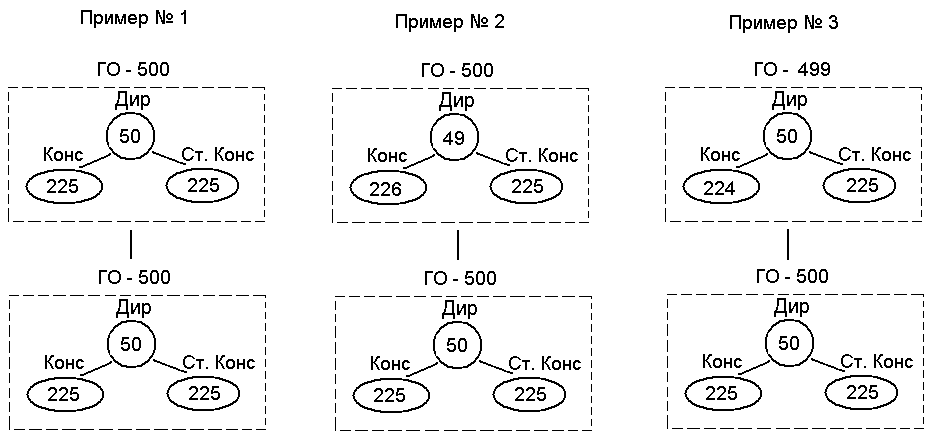 Пример № 1 Пример № 2 Пример № 3
ГО - 500 ГО - 500 ГО - 499
Дир Дир Дир
50 49 50
Конс Ст. Конс Конс Ст. Конс Конс Ст. Конс
225 225 226 225 224 225
ГО - 500 ГО - 500 ГО - 500
Дир Дир Дир
50 50 50
Конс Ст. Конс Конс Ст. Конс Конс Ст. Конс
225 225 225 225 225 225